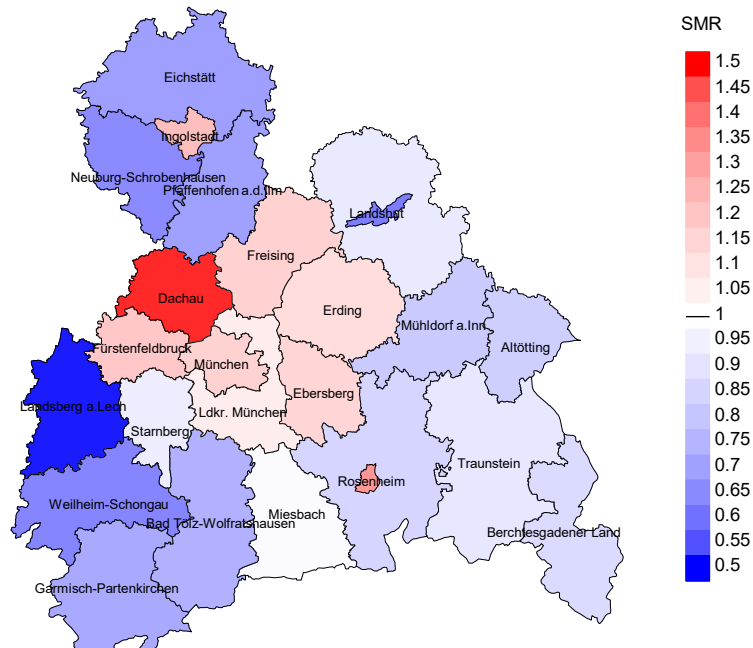 SMR
Eichstätt
Ingolstadt
Neuburg-Schrobenhausen
Pfaffenhofen a.d.Ilm
Landshut
Freising
Dachau
Erding
Mühldorf a.Inn
Altötting
Fürstenfeldbruck
München
Ebersberg
Landsberg a.Lech
Ldkr. München
Starnberg
Traunstein
Rosenheim
Weilheim-Schongau
Miesbach
Bad Tölz-Wolfratshausen
Berchtesgadener Land
Garmisch-Partenkirchen
1.5
1.45
1.4
1.35
1.3
1.25
1.2
1.15
1.1
1.05
1
0.95
0.9
0.85
0.8
0.75
0.7
0.65
0.6
0.55
0.5